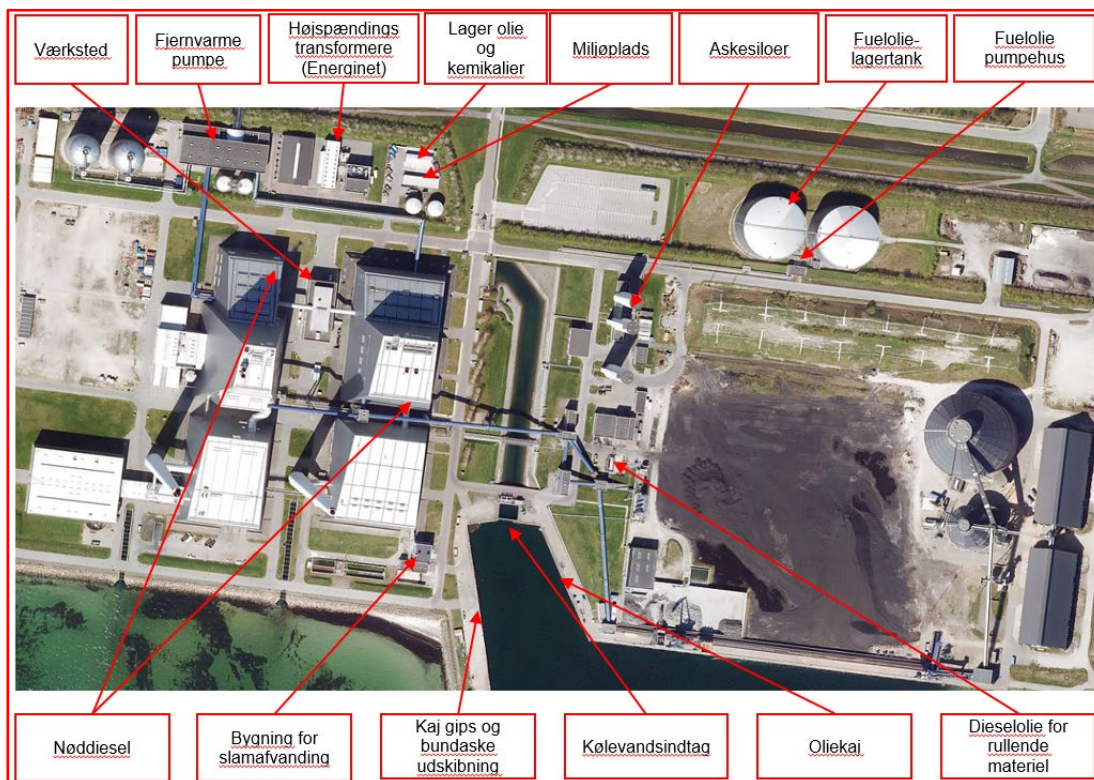 Værksted
Fjernvarme
pumpe
Højspændings
transformere
(Energinet)
Lager olie
og
kemikalier
Miljøplads
Askesiloer
Fuelolie-
lagertank
Fuelolie
pumpehus
Nøddiesel
Bygning for
slamafvanding
Kaj gips og
bundaske
udskibning
Kølevandsindtag
Oliekaj
Dieselolie for
rullende
materiel